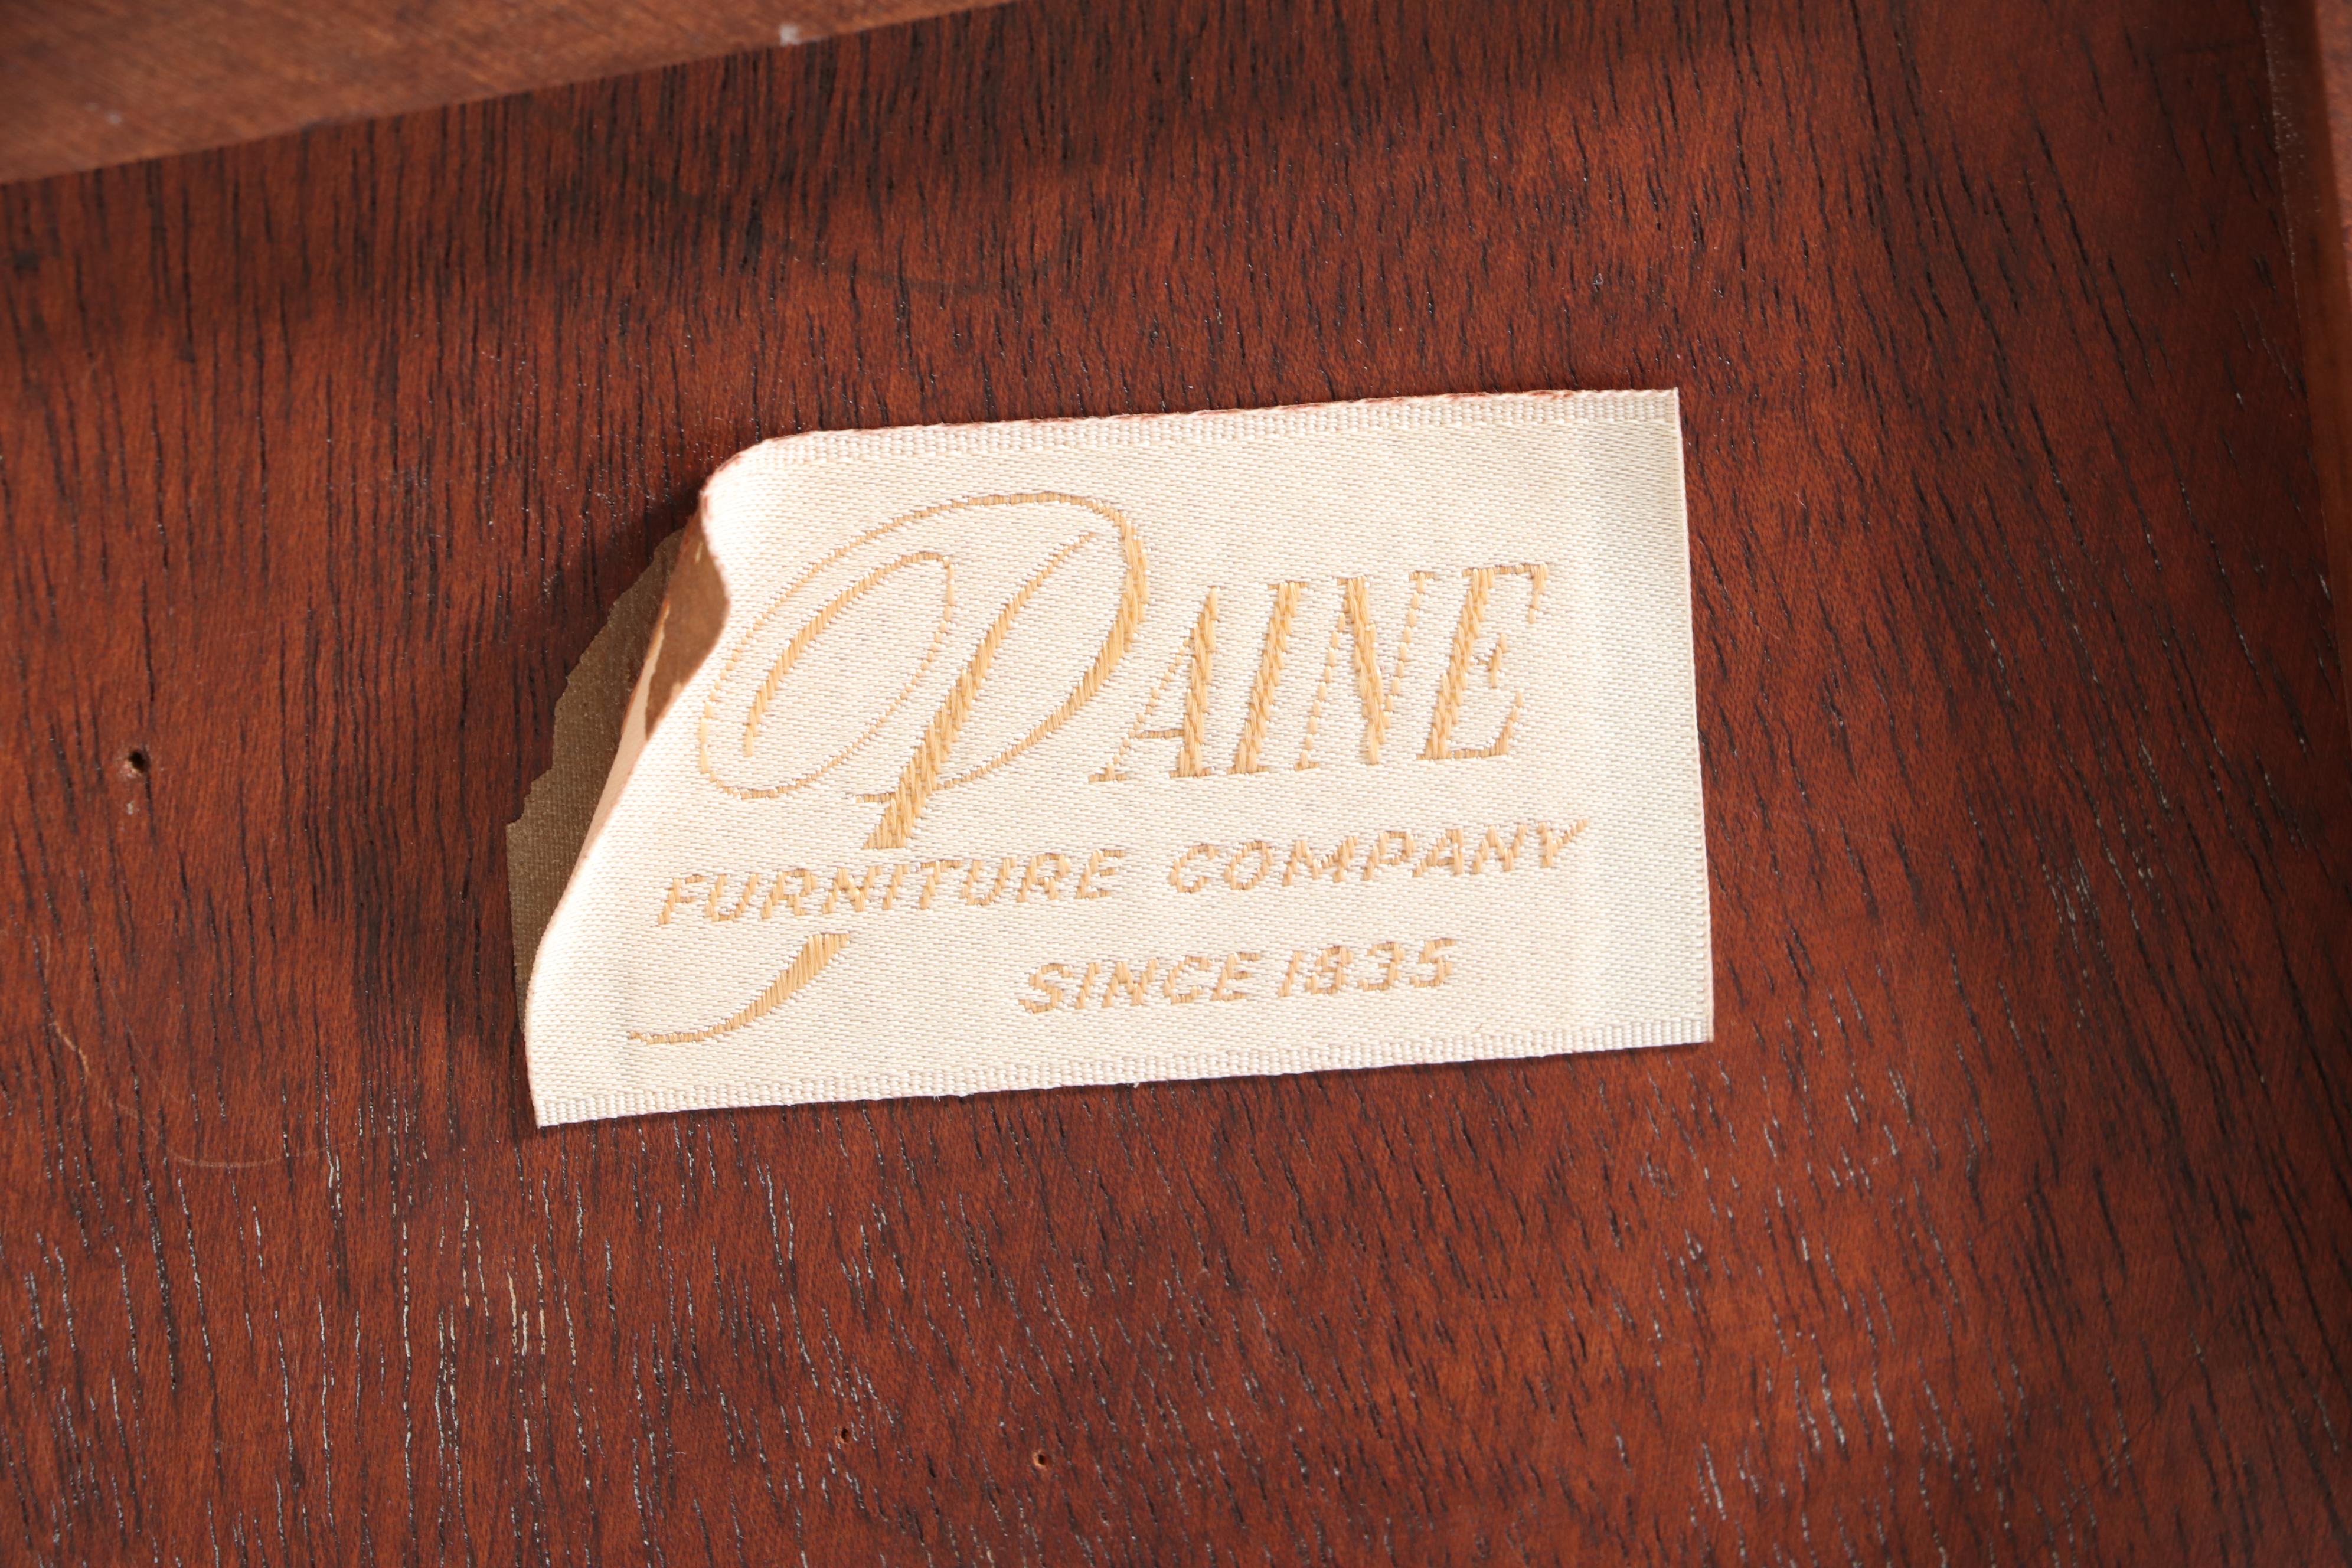 PAINE
FURNITURE COMPANY
SINCE 1835